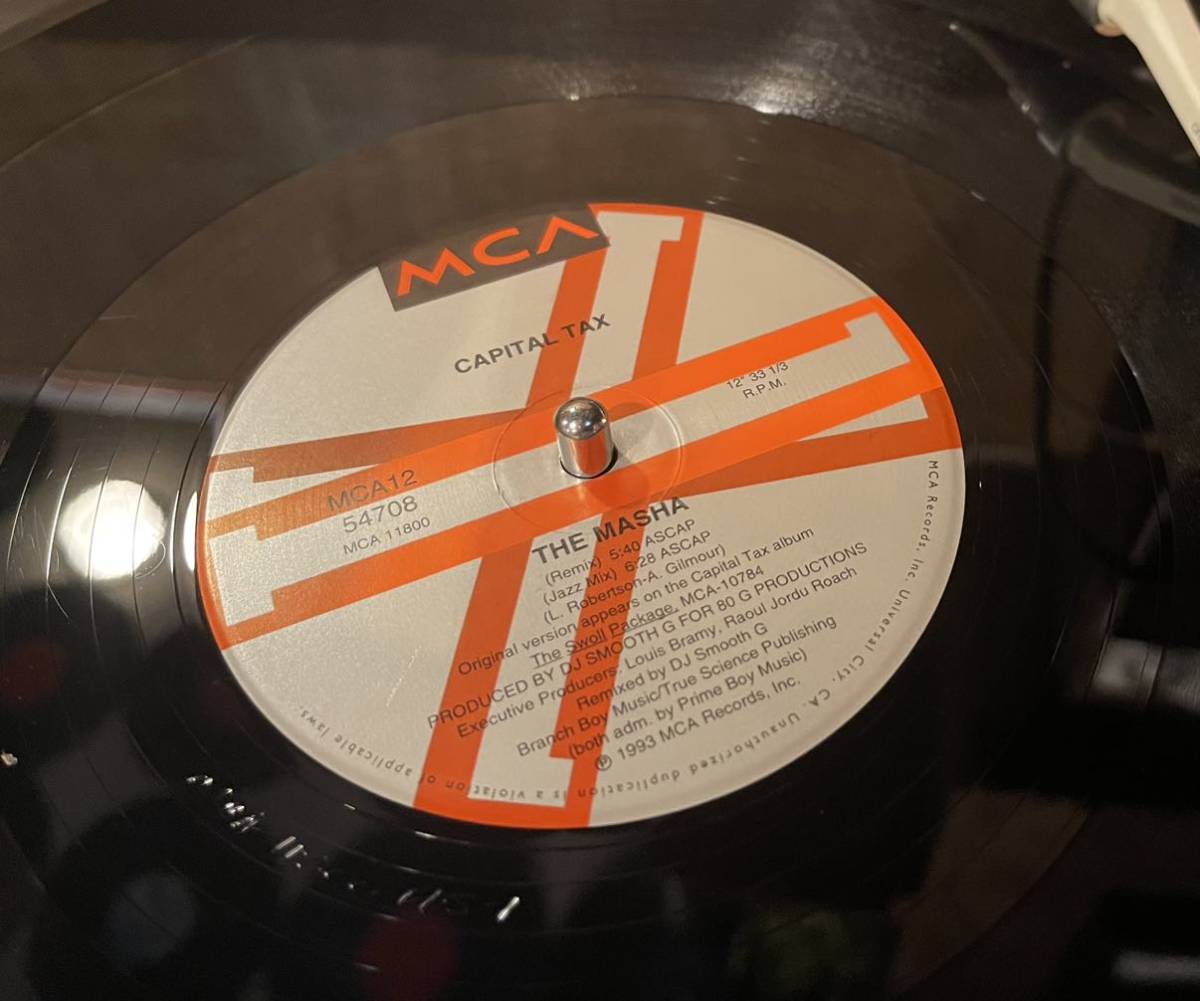 MCA
CAPITAL TAX
12" 33 1/3
R.P.M.
MCA12
54708
MCA 11800
THE MASHA
(Remix) 5:40 ASCAP
(Jazz Mix) 6:28 ASCAP
(L. Robertson-A. Gilmour)
Original version appears on the Capital Tax album
The Swoll Package, MCA-10784
PRODUCED BY DJ SMOOTH G FOR 80 G PRODUCTIONS
Executive Producers: Louis Bramy, Raoul Jordu Roach
Remixed by DJ Smooth G
Branch Boy Music/True Science Publishing
(both adm. by Prime Boy Music)
℗ 1993 MCA Records, Inc.
MCA Records, Inc. Universal City, CA. Unauthorized duplication is a violation of applicable laws.